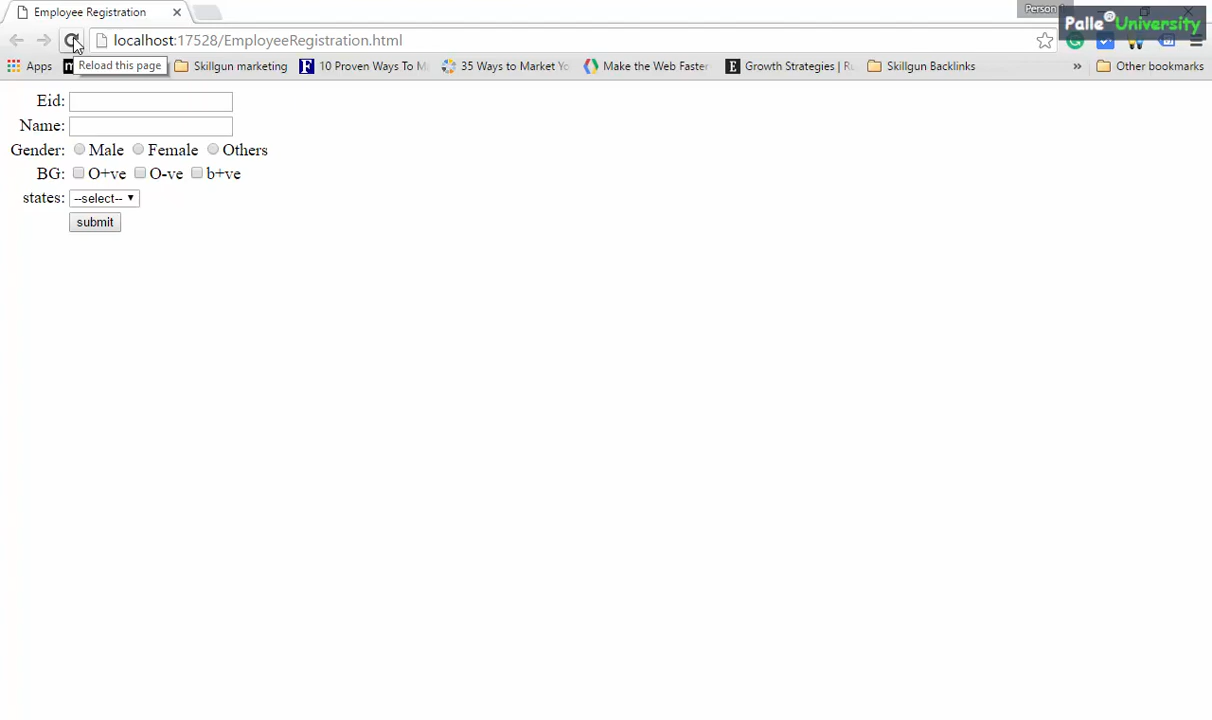 Employee Registration
Person
Palle® University
localhost:17528/EmployeeRegistration.html
Apps
Reload this page
Skillgun marketing
10 Proven Ways To M
35 Ways to Market Yo
Make the Web Faster
Growth Strategies | R
Skillgun Backlinks
»
Other bookmarks
Eid:
Name:
Gender: Male Female Others
BG: O+ve O-ve b+ve
states: --select--
submit